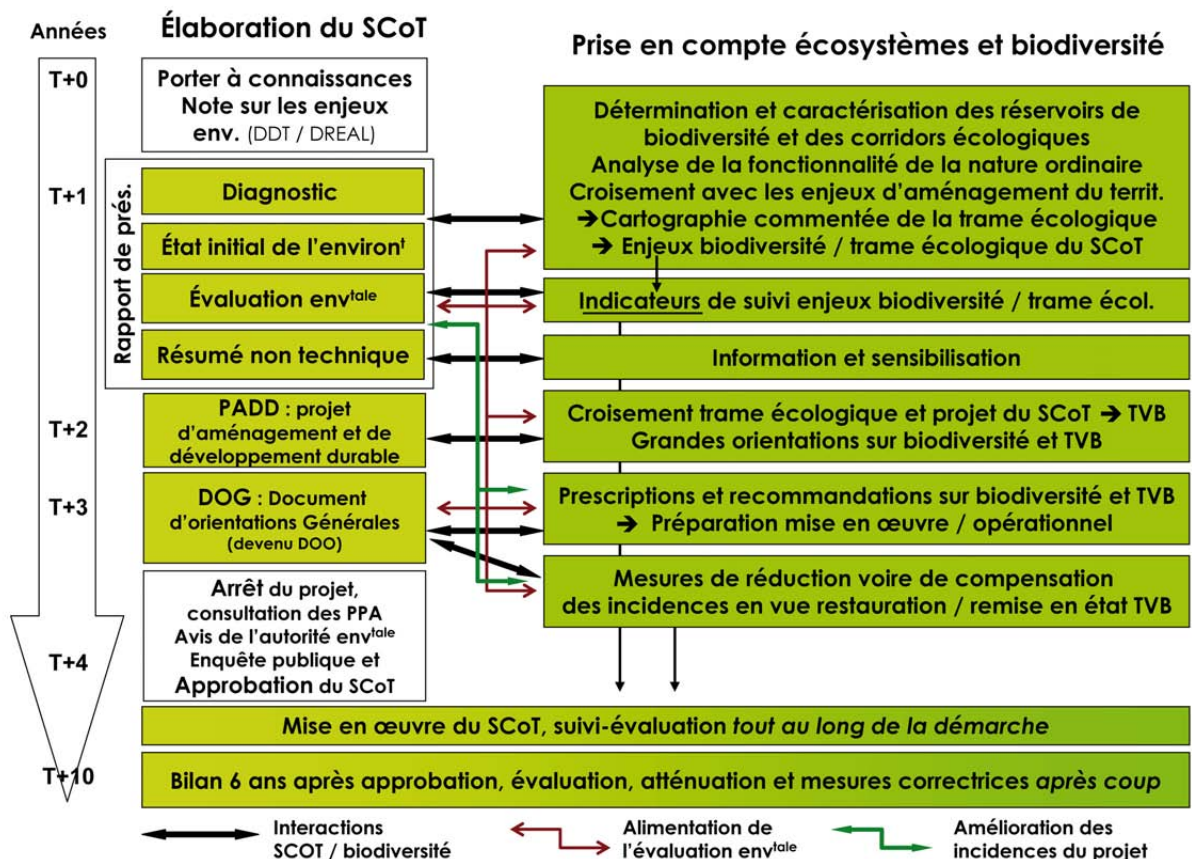 Années
Élaboration du SCoT
Prise en compte écosystèmes et biodiversité
T+0
Porter à connaissances
Note sur les enjeux
env. (DDT / DREAL)
Détermination et caractérisation des réservoirs de
biodiversité et des corridors écologiques
Analyse de la fonctionnalité de la nature ordinaire
Croisement avec les enjeux d'aménagement du territ.
➔Cartographie commentée de la trame écologique
➔ Enjeux biodiversité / trame écologique du SCoT
T+1
Rapport de prés.
Diagnostic
État initial de l'environᵗ
Évaluation envᵗᵃˡᵉ
Indicateurs de suivi enjeux biodiversité / trame écol.
Résumé non technique
Information et sensibilisation
T+2
PADD : projet
d'aménagement et de
développement durable
Croisement trame écologique et projet du SCoT ➔ TVB
Grandes orientations sur biodiversité et TVB
T+3
DOG : Document
d'orientations Générales
(devenu DOO)
Prescriptions et recommandations sur biodiversité et TVB
➔ Préparation mise en œuvre / opérationnel
Mesures de réduction voire de compensation
des incidences en vue restauration / remise en état TVB
T+4
Arrêt du projet,
consultation des PPA
Avis de l'autorité envᵗᵃˡᵉ
Enquête publique et
Approbation du SCoT
Mise en œuvre du SCoT, suivi-évaluation tout au long de la démarche
T+10
Bilan 6 ans après approbation, évaluation, atténuation et mesures correctrices après coup
Interactions
SCOT / biodiversité
Alimentation de
l'évaluation envᵗᵃˡᵉ
Amélioration des
incidences du projet